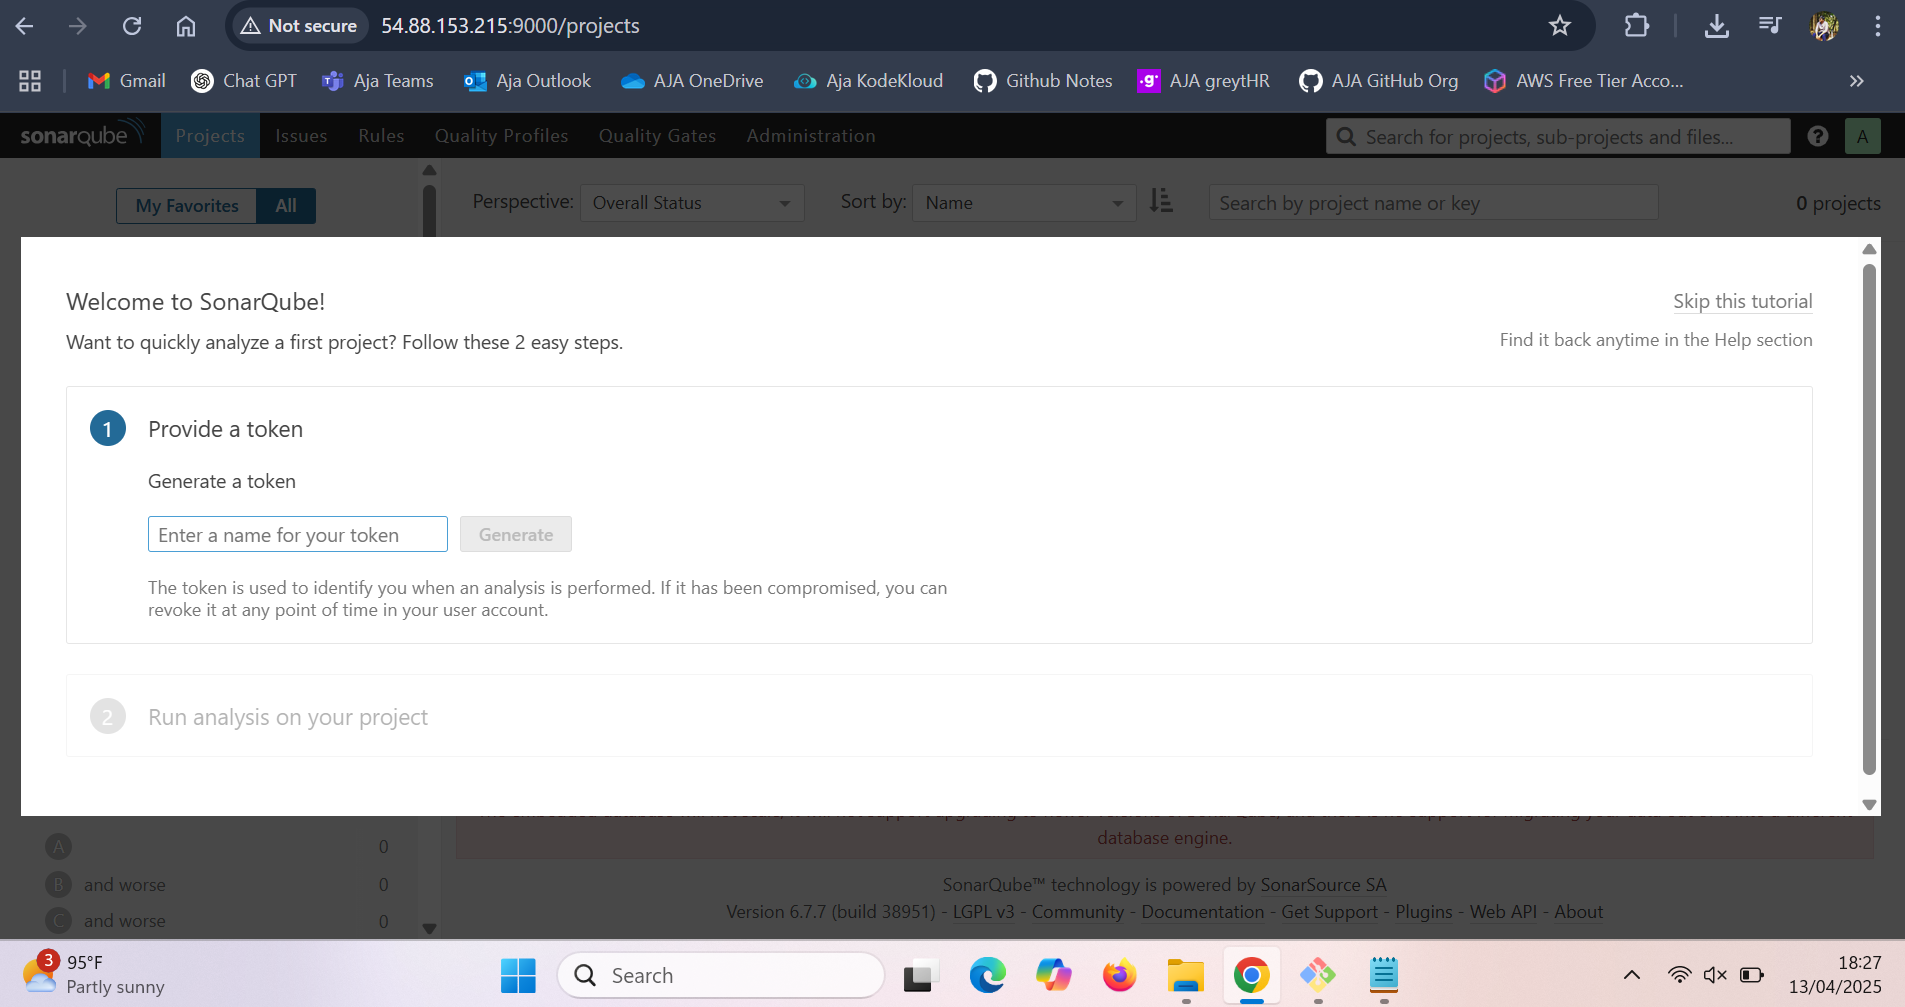 Not secure 54.88.153.215:9000/projects
Gmail Chat GPT Aja Teams Aja Outlook AJA OneDrive Aja KodeKloud Github Notes AJA greytHR AJA GitHub Org AWS Free Tier Acco...
sonarqube Projects Issues Rules Quality Profiles Quality Gates Administration Search for projects, sub-projects and files... A
My Favorites All Perspective: Overall Status Sort by: Name Search by project name or key 0 projects
Welcome to SonarQube! Skip this tutorial
Want to quickly analyze a first project? Follow these 2 easy steps. Find it back anytime in the Help section
1 Provide a token
Generate a token
Enter a name for your token Generate
The token is used to identify you when an analysis is performed. If it has been compromised, you can
revoke it at any point of time in your user account.
2 Run analysis on your project
database engine.
A 0
B and worse 0
C and worse 0
SonarQube™ technology is powered by SonarSource SA
Version 6.7.7 (build 38951) - LGPL v3 - Community - Documentation - Get Support - Plugins - Web API - About
3 95°F
Partly sunny
Search
18:27
13/04/2025